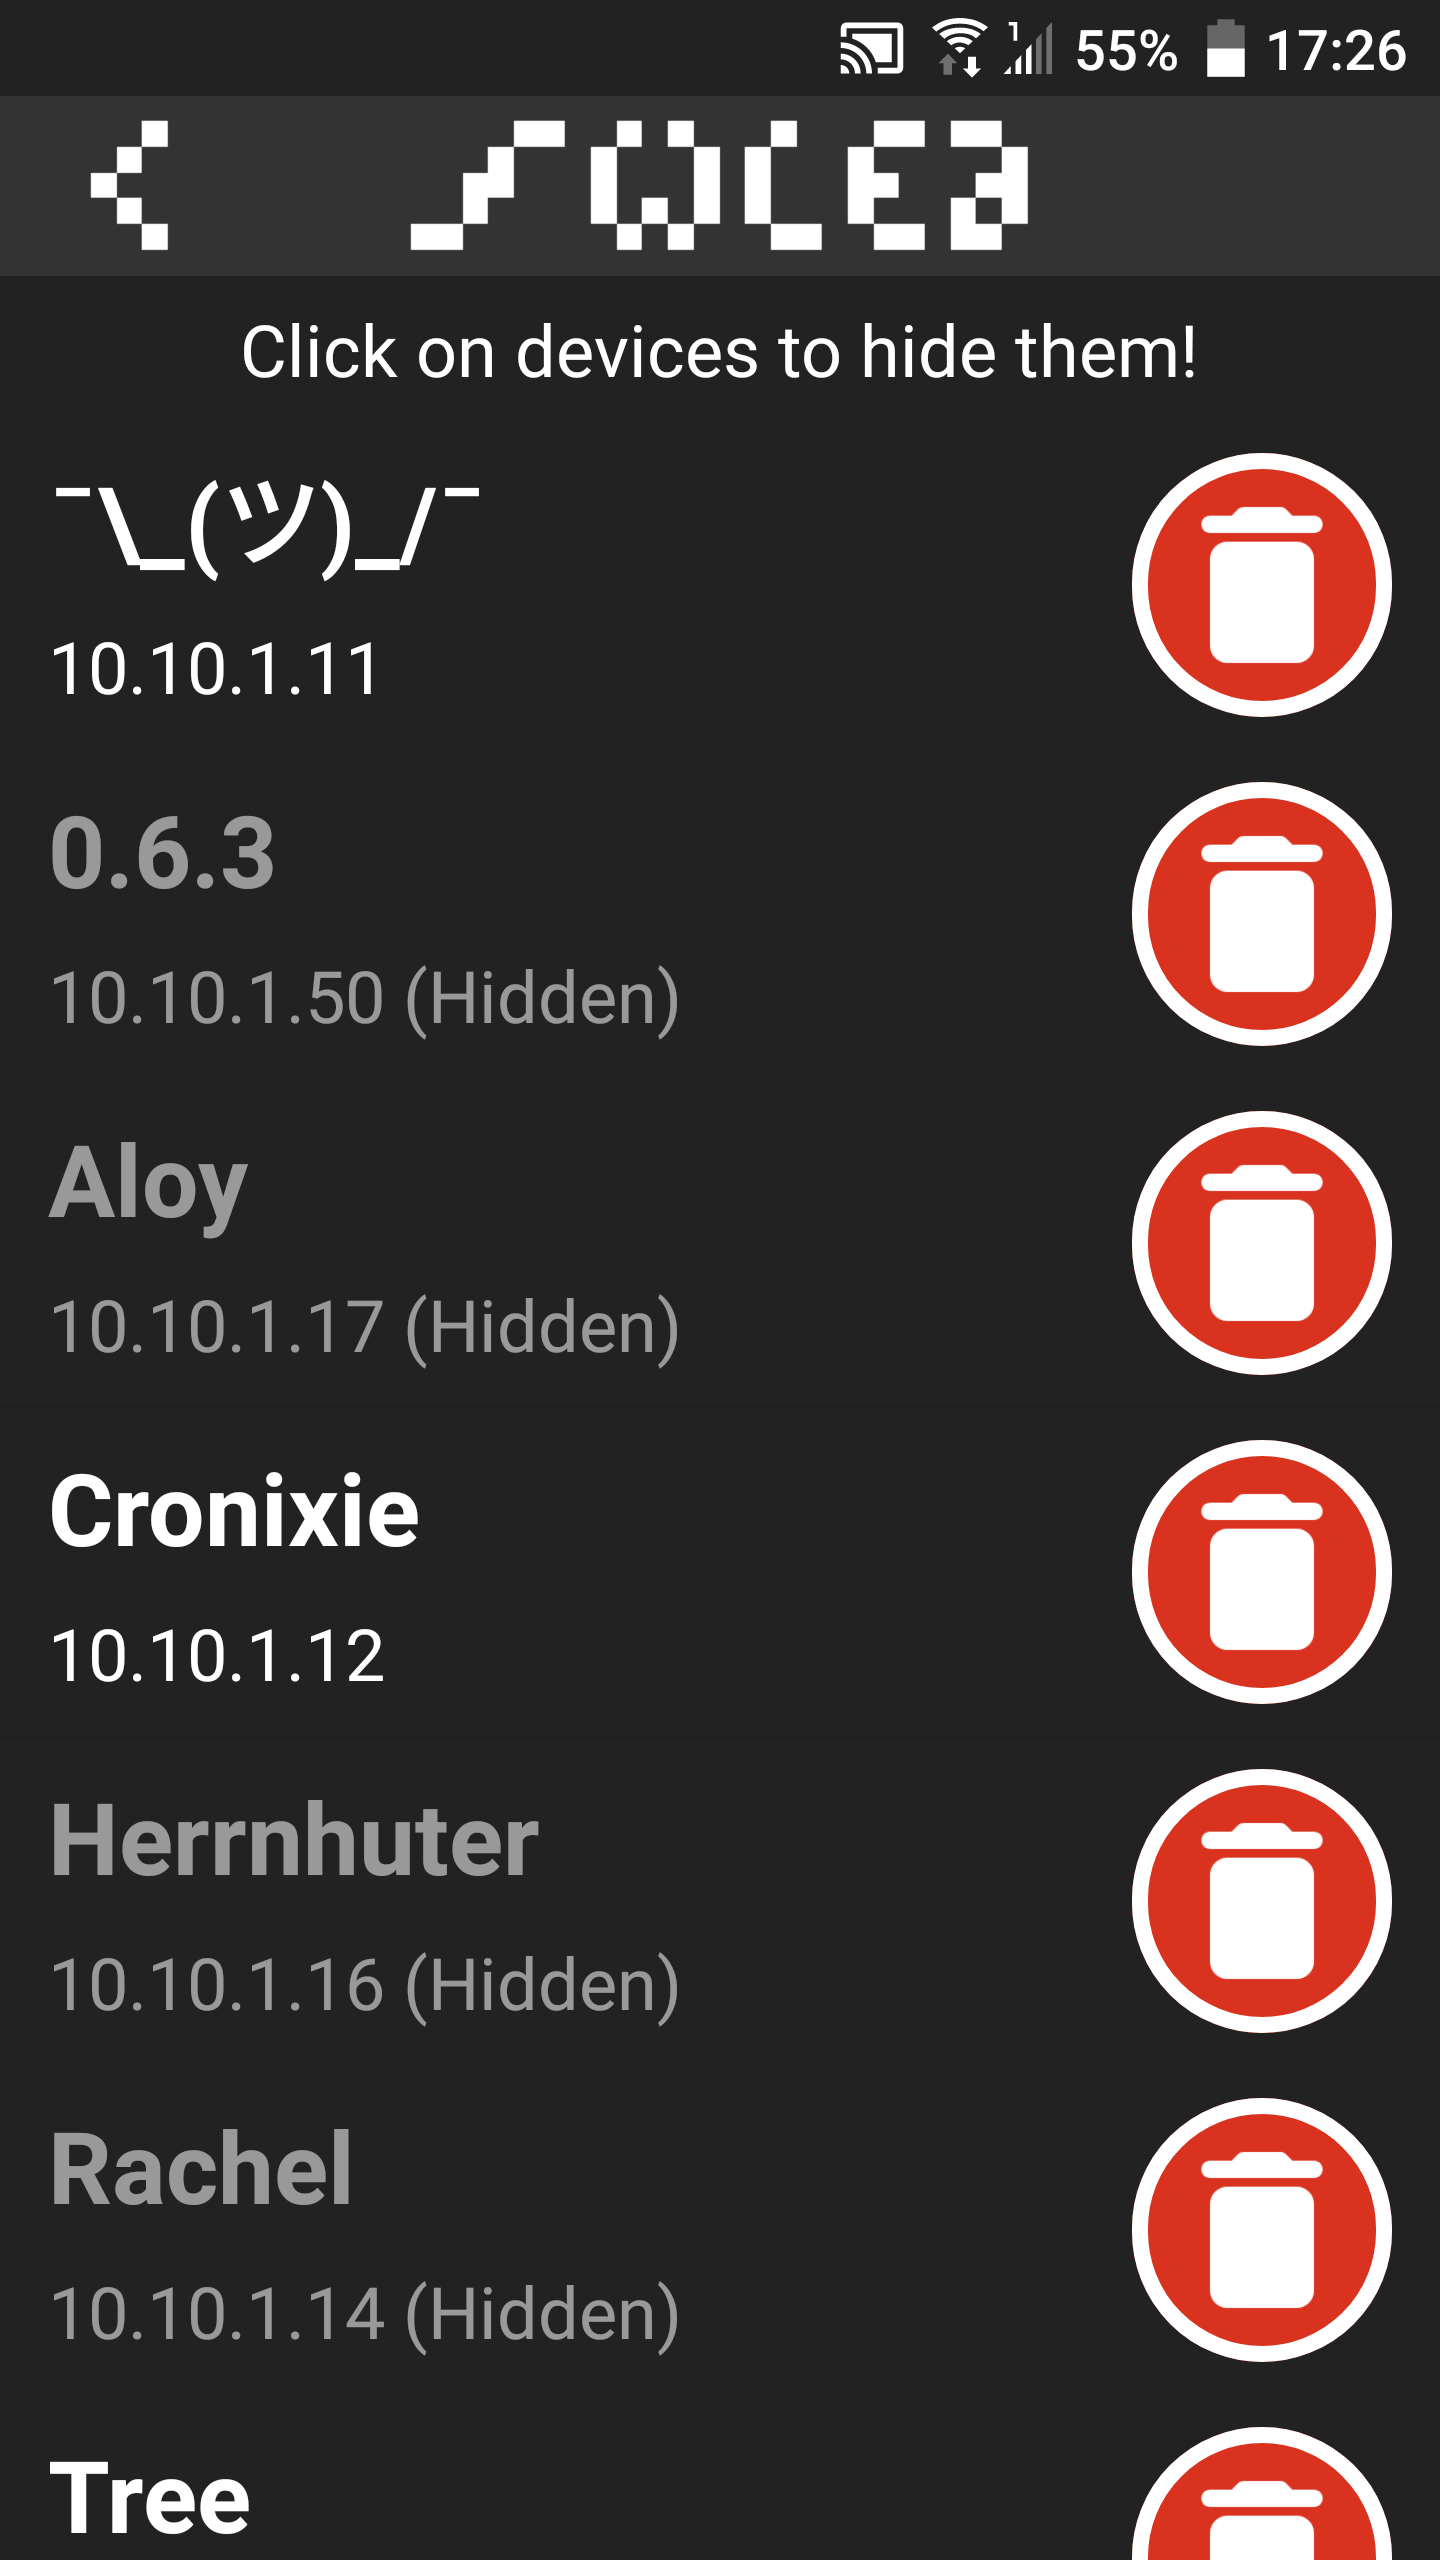 55% 17:26
WLED
Click on devices to hide them!
¯\_(ツ)_/¯
10.10.1.11
0.6.3
10.10.1.50 (Hidden)
Aloy
10.10.1.17 (Hidden)
Cronixie
10.10.1.12
Herrnhuter
10.10.1.16 (Hidden)
Rachel
10.10.1.14 (Hidden)
Tree